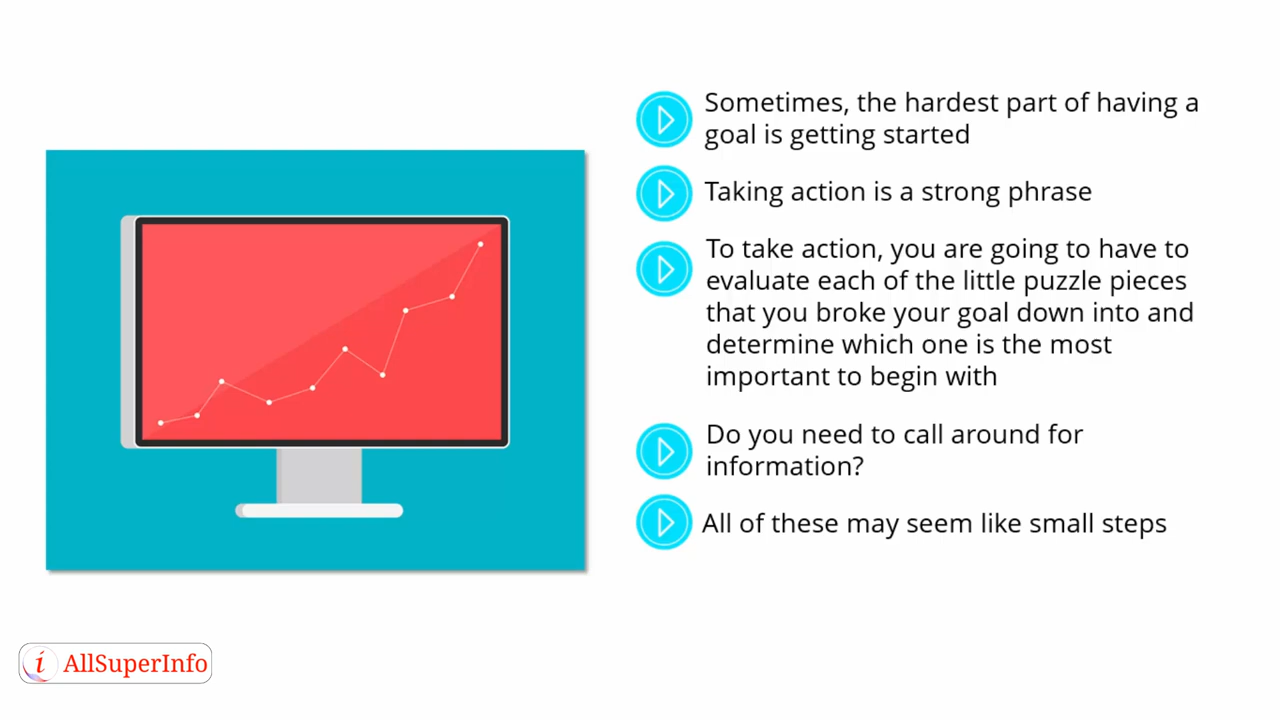 Sometimes, the hardest part of having a
goal is getting started
Taking action is a strong phrase
To take action, you are going to have to
evaluate each of the little puzzle pieces
that you broke your goal down into and
determine which one is the most
important to begin with
Do you need to call around for
information?
All of these may seem like small steps
i AllSuperInfo